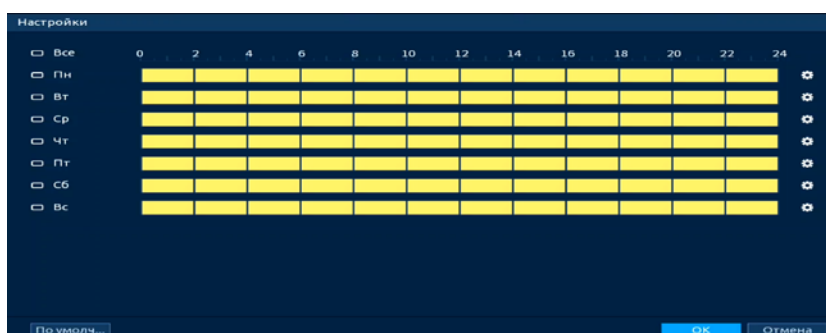 Настройки
Все 0 2 4 6 8 10 12 14 16 18 20 22 24
Пн
Вт
Ср
Чт
Пт
Сб
Вс
По умолч... OK Отмена